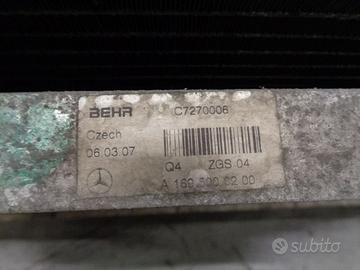 BEHR C7270006
Czech
06.03.07
Q4 ZGS 04
A 169 500 02 00
subito